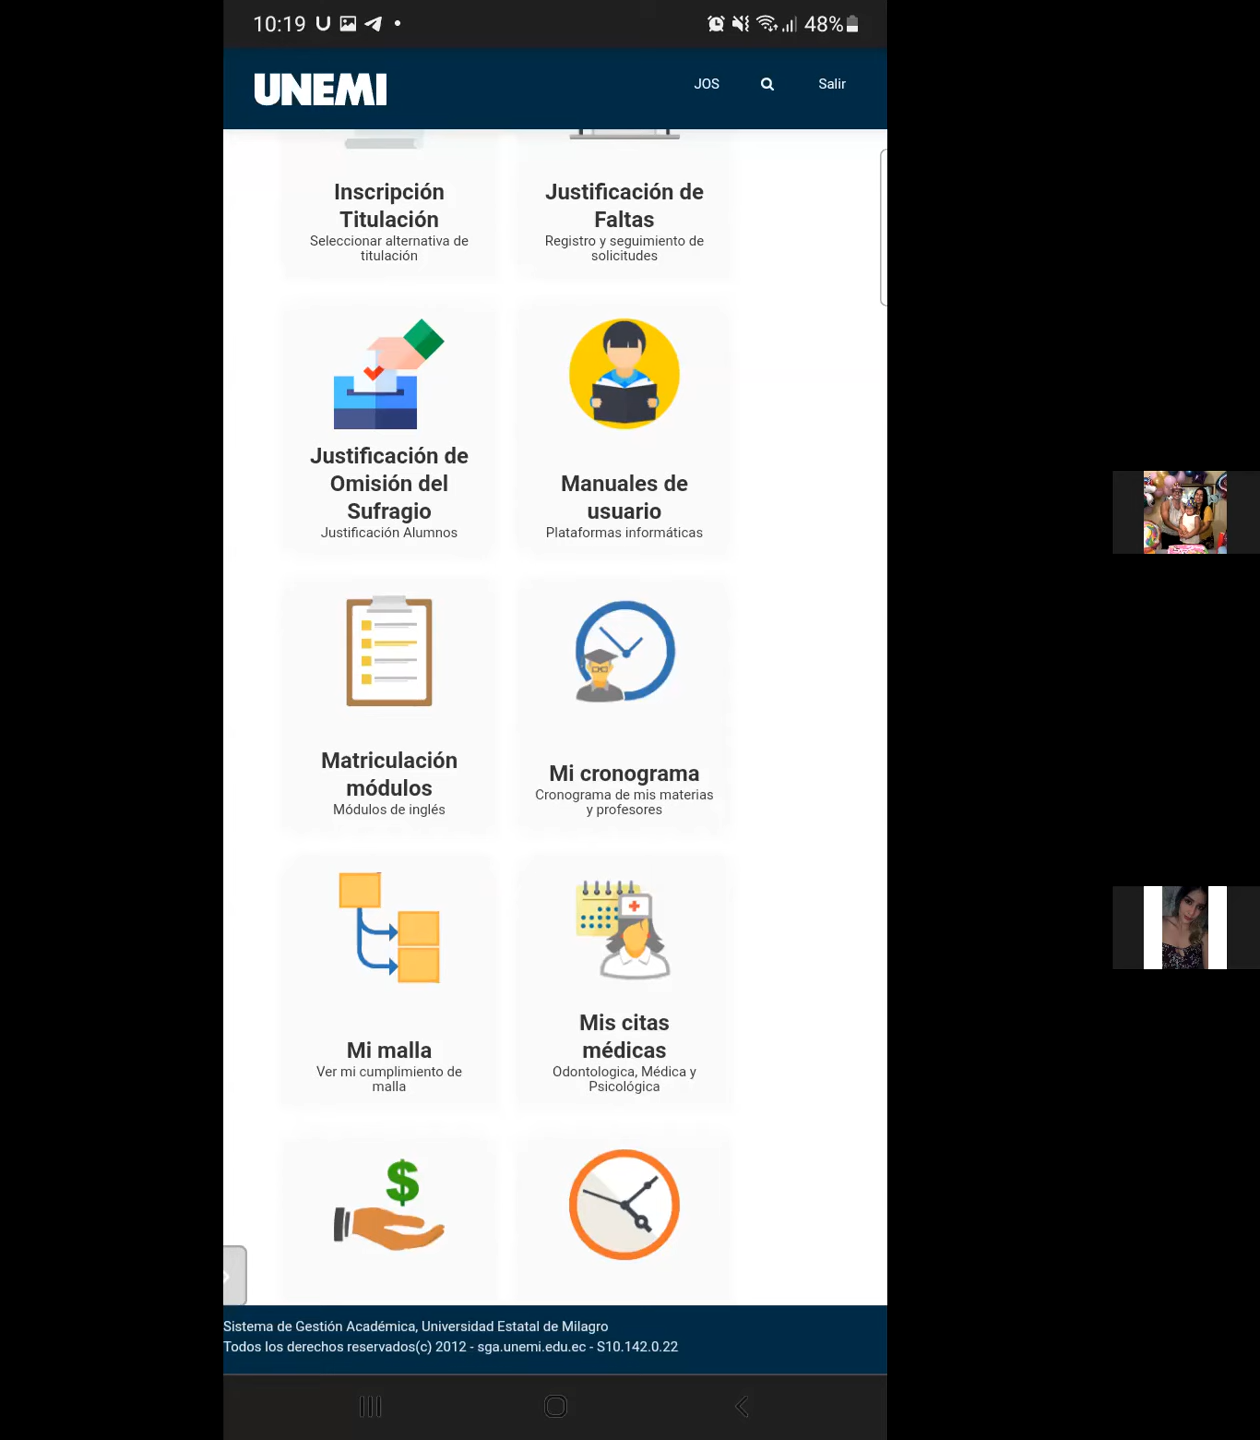 10:19
48%
UNEMI
JOS
Salir
Inscripción
Titulación
Seleccionar alternativa de
titulación
Justificación de
Faltas
Registro y seguimiento de
solicitudes
Justificación de
Omisión del
Sufragio
Justificación Alumnos
Manuales de
usuario
Plataformas informáticas
Matriculación
módulos
Módulos de inglés
Mi cronograma
Cronograma de mis materias
y profesores
Mi malla
Ver mi cumplimiento de
malla
Mis citas
médicas
Odontologica, Médica y
Psicológica
$
Sistema de Gestión Académica, Universidad Estatal de Milagro
Todos los derechos reservados(c) 2012 - sga.unemi.edu.ec - S10.142.0.22